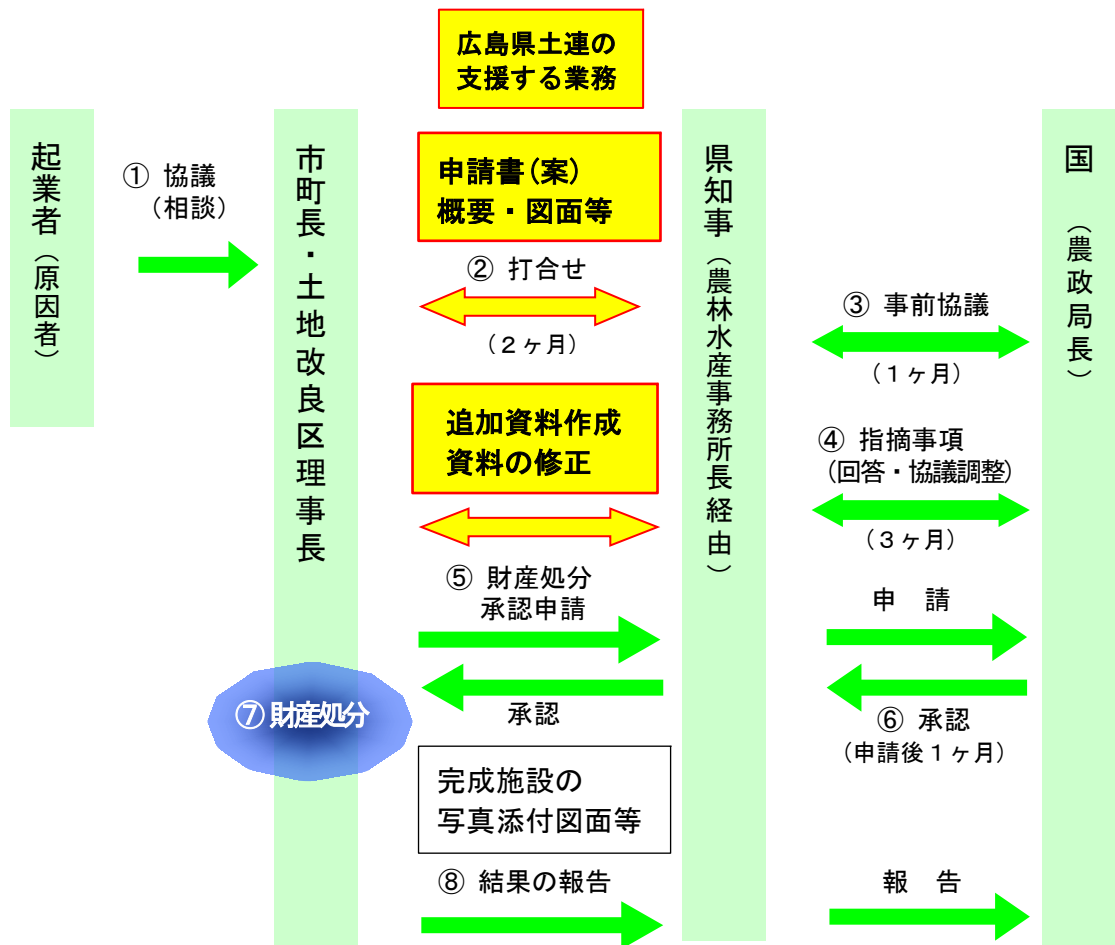 広島県土連の
支援する業務
起業者（原因者）
① 協議
（相談）
市町長・土地改良区理事長
申請書（案）
概要・図面等
② 打合せ
（２ヶ月）
追加資料作成
資料の修正
⑤ 財産処分
承認申請
承認
⑦ 財産処分
完成施設の
写真添付図面等
⑧ 結果の報告
県知事（農林水産事務所長経由）
③ 事前協議
（１ヶ月）
④ 指摘事項
（回答・協議調整）
（３ヶ月）
申　請
⑥ 承認
（申請後１ヶ月）
報　告
国（農政局長）